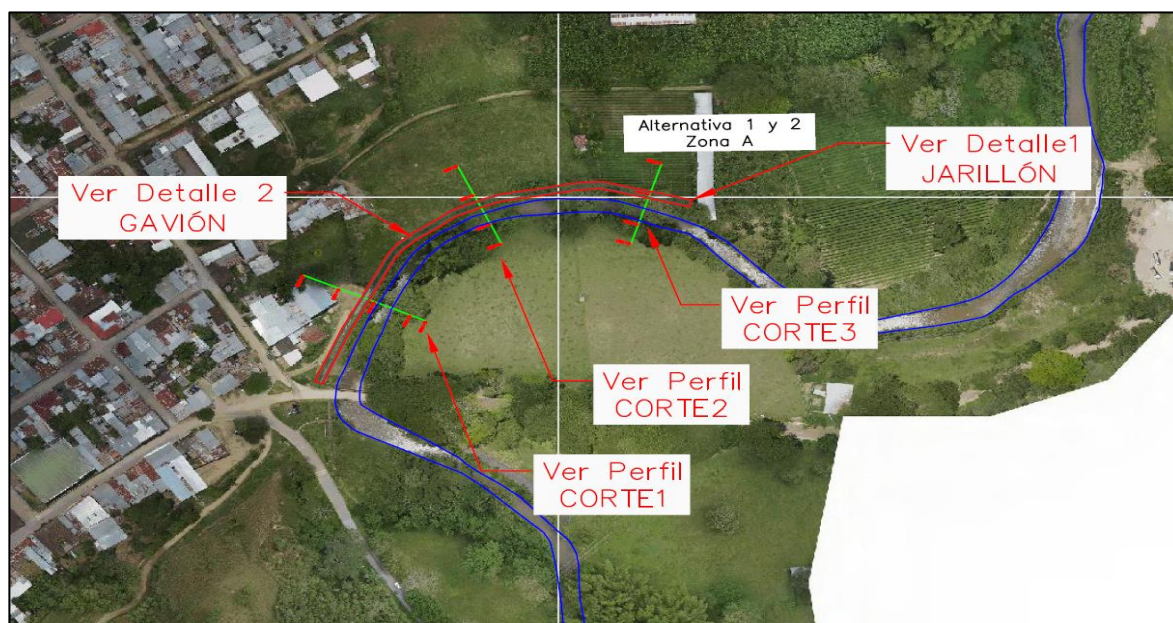 Alternativa 1 y 2
Zona A
Ver Detalle1
JARILLÓN
Ver Detalle 2
GAVIÓN
Ver Perfil
CORTE3
Ver Perfil
CORTE2
Ver Perfil
CORTE1